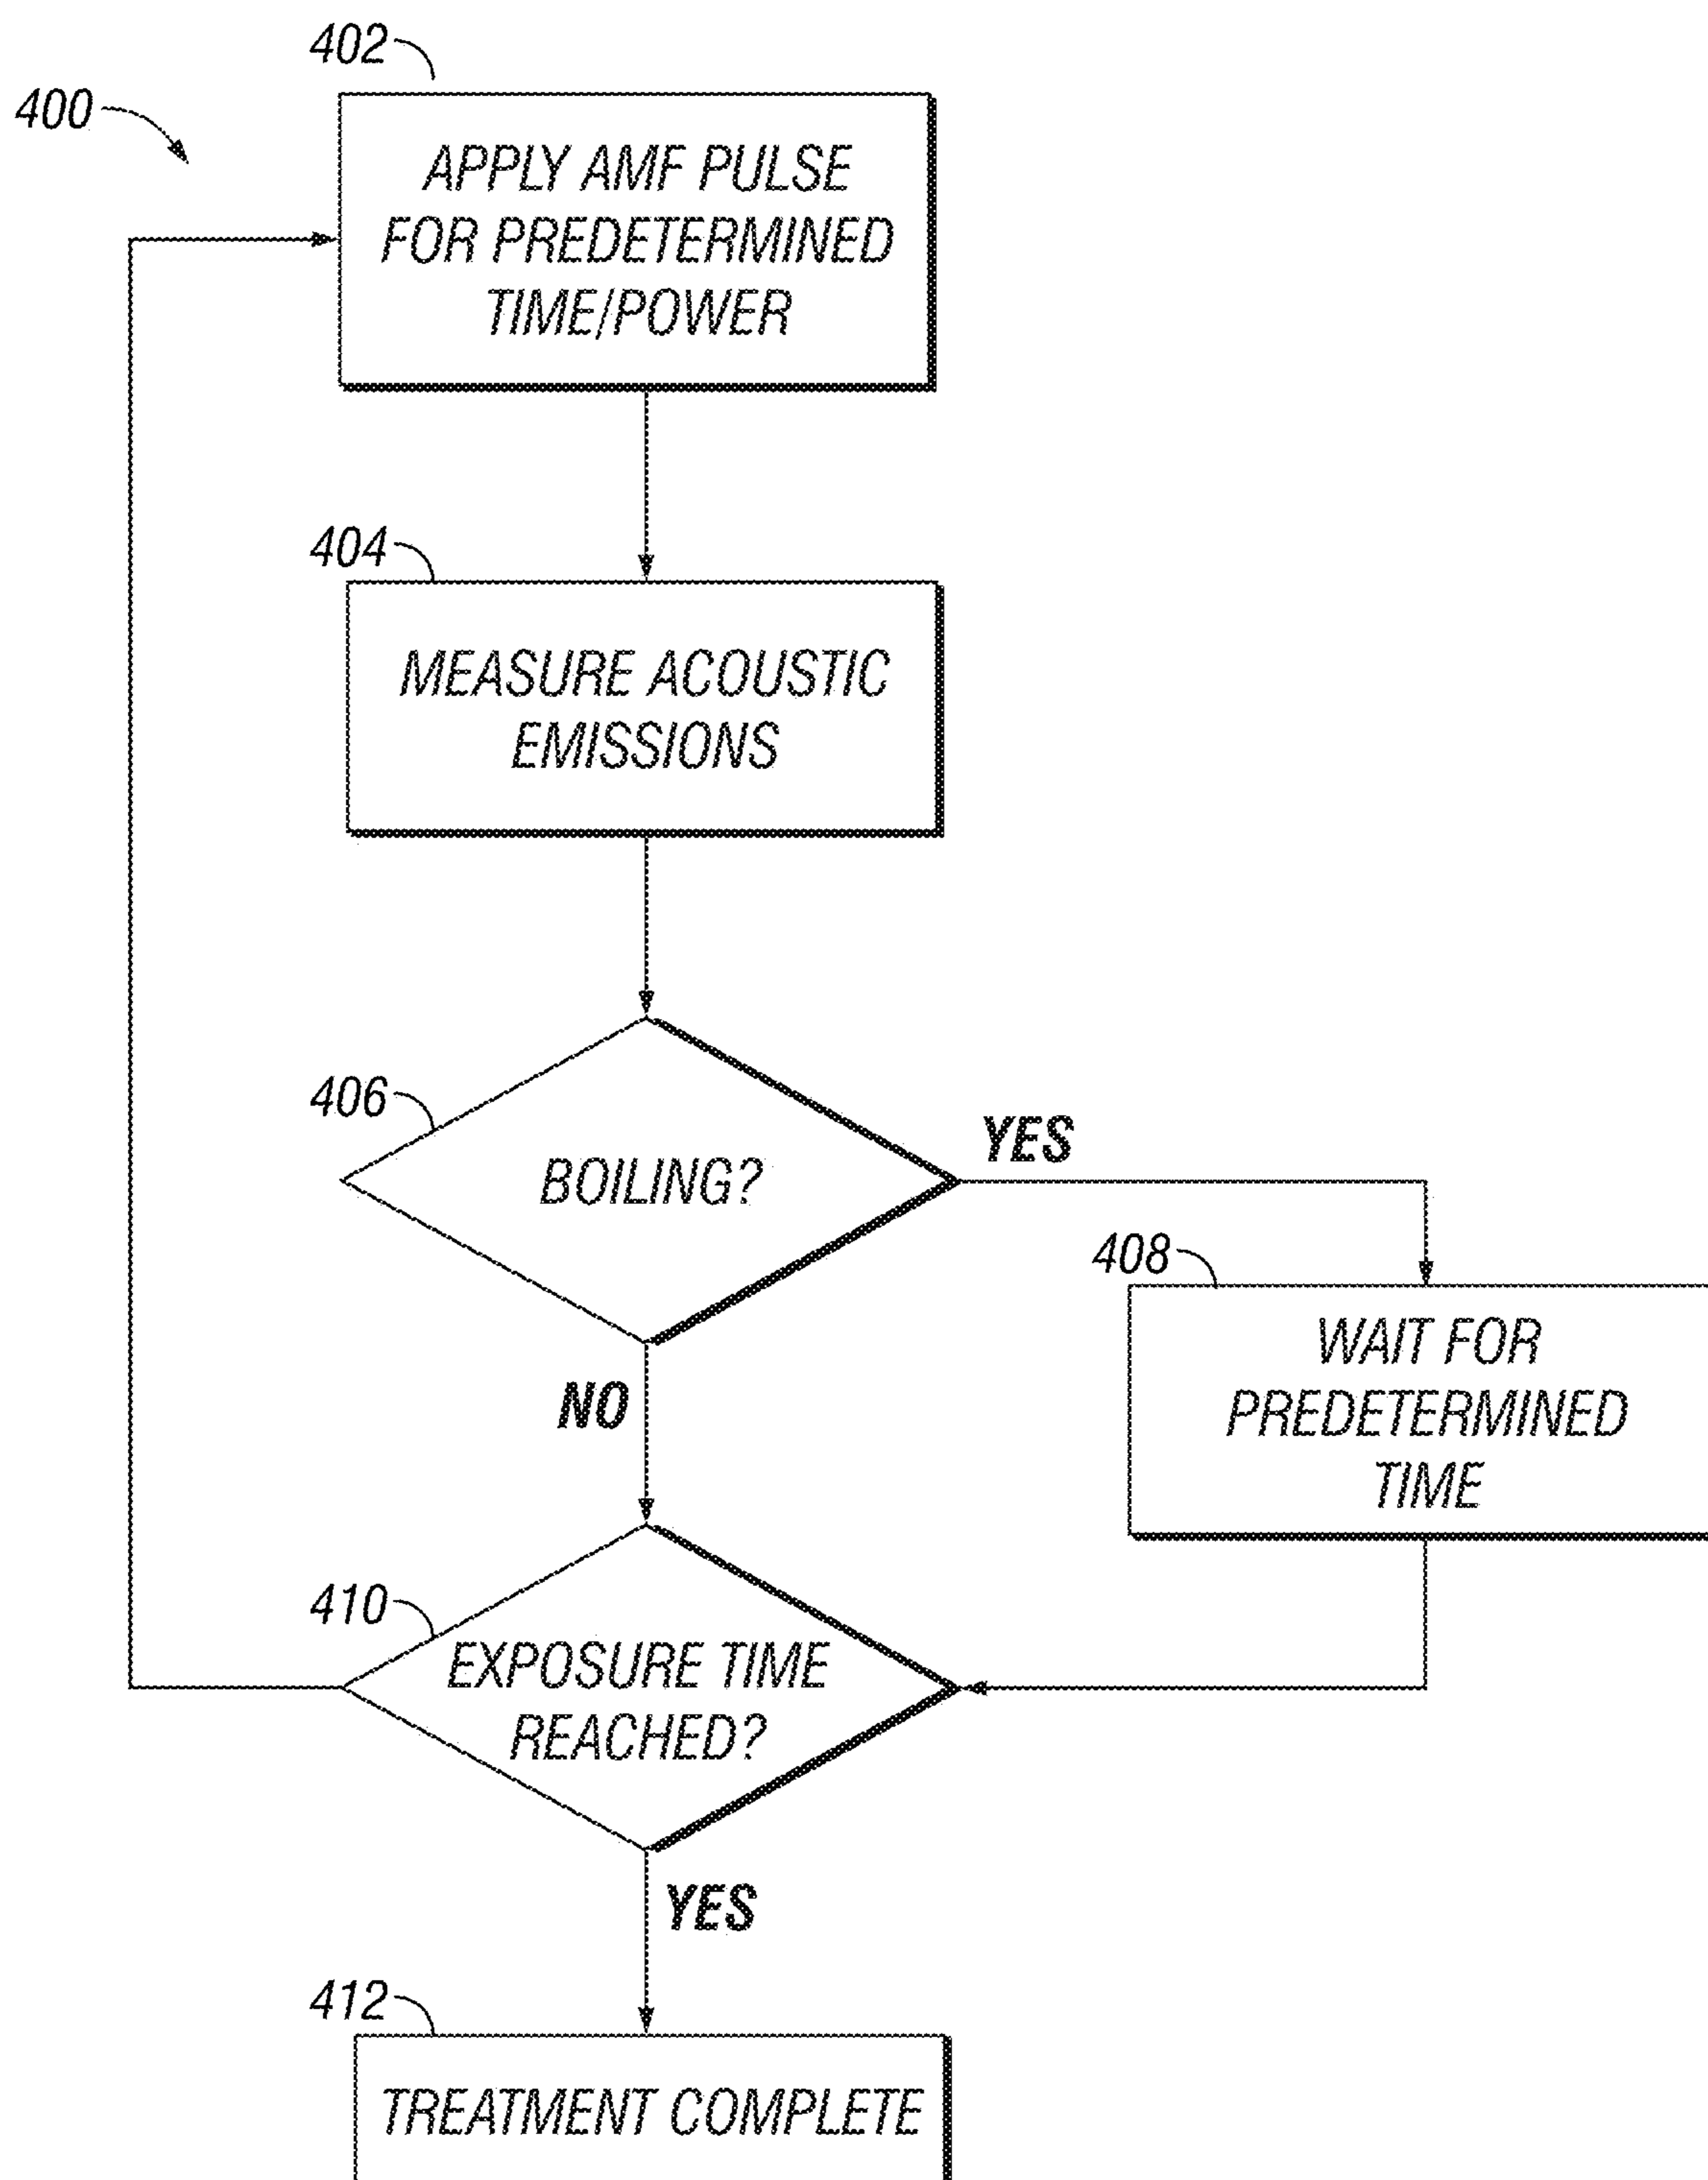 402
400
APPLY AMF PULSE
FOR PREDETERMINED
TIME/POWER
404
MEASURE ACOUSTIC
EMISSIONS
406
BOILING?
YES
408
WAIT FOR
PREDETERMINED
TIME
NO
410
EXPOSURE TIME
REACHED?
YES
412
TREATMENT COMPLETE